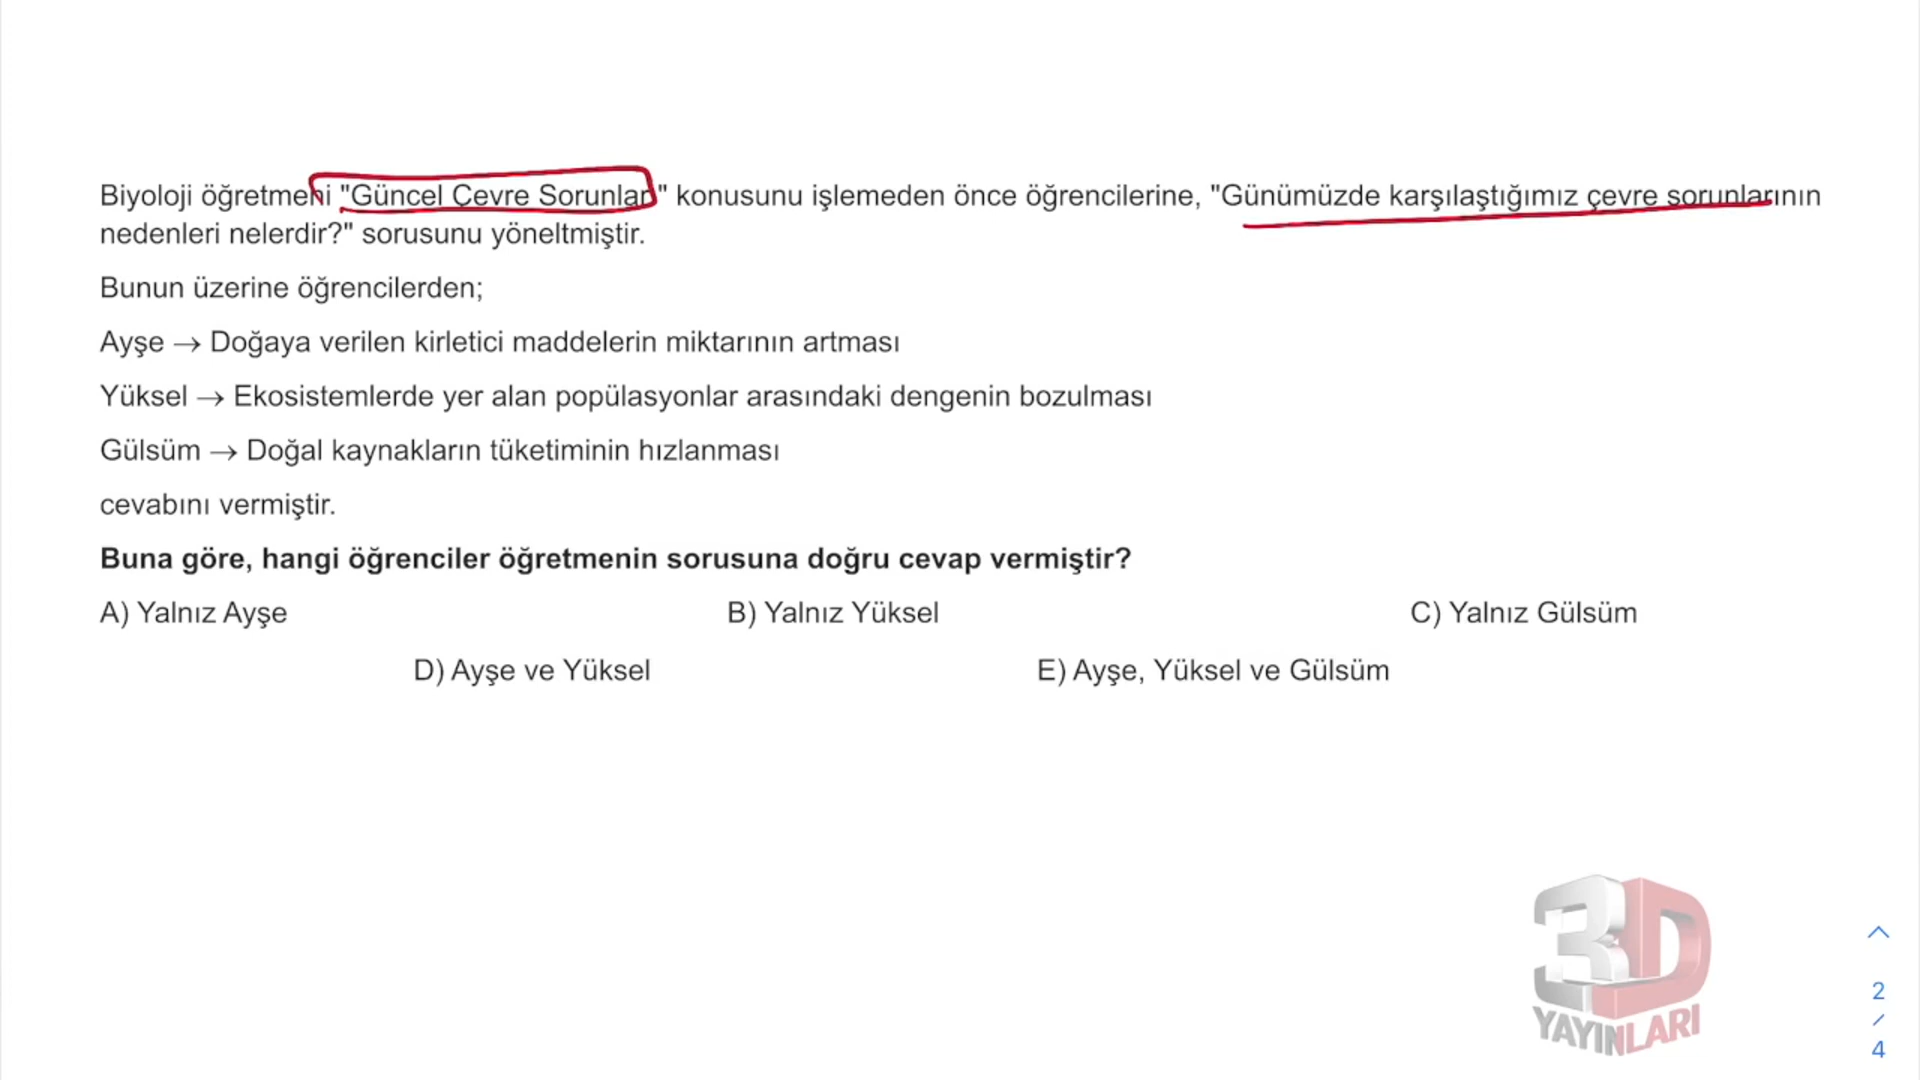 Biyoloji öğretmeni "Güncel Çevre Sorunları" konusunu işlemeden önce öğrencilerine, "Günümüzde karşılaştığımız çevre sorunlarının
nedenleri nelerdir?" sorusunu yöneltmiştir.
Bunun üzerine öğrencilerden;
Ayşe → Doğaya verilen kirletici maddelerin miktarının artması
Yüksel → Ekosistemlerde yer alan popülasyonlar arasındaki dengenin bozulması
Gülsüm → Doğal kaynakların tüketiminin hızlanması
cevabını vermiştir.
Buna göre, hangi öğrenciler öğretmenin sorusuna doğru cevap vermiştir?
A) Yalnız Ayşe B) Yalnız Yüksel C) Yalnız Gülsüm
D) Ayşe ve Yüksel E) Ayşe, Yüksel ve Gülsüm
3D
YAYINLARI
2
/
4